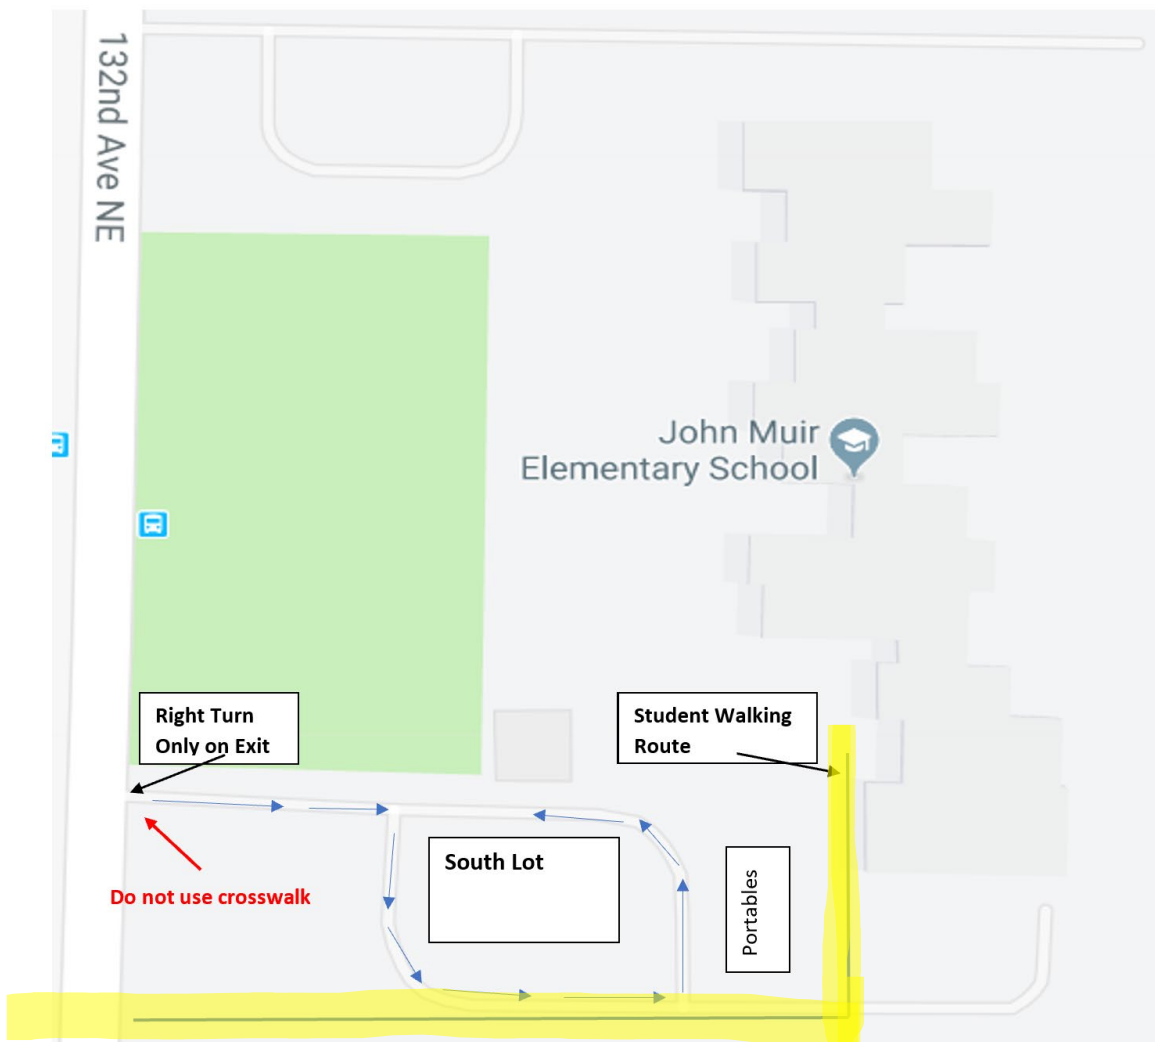 132nd Ave NE
John Muir
Elementary School
Right Turn
Only on Exit
Student Walking
Route
South Lot
Portables
Do not use crosswalk